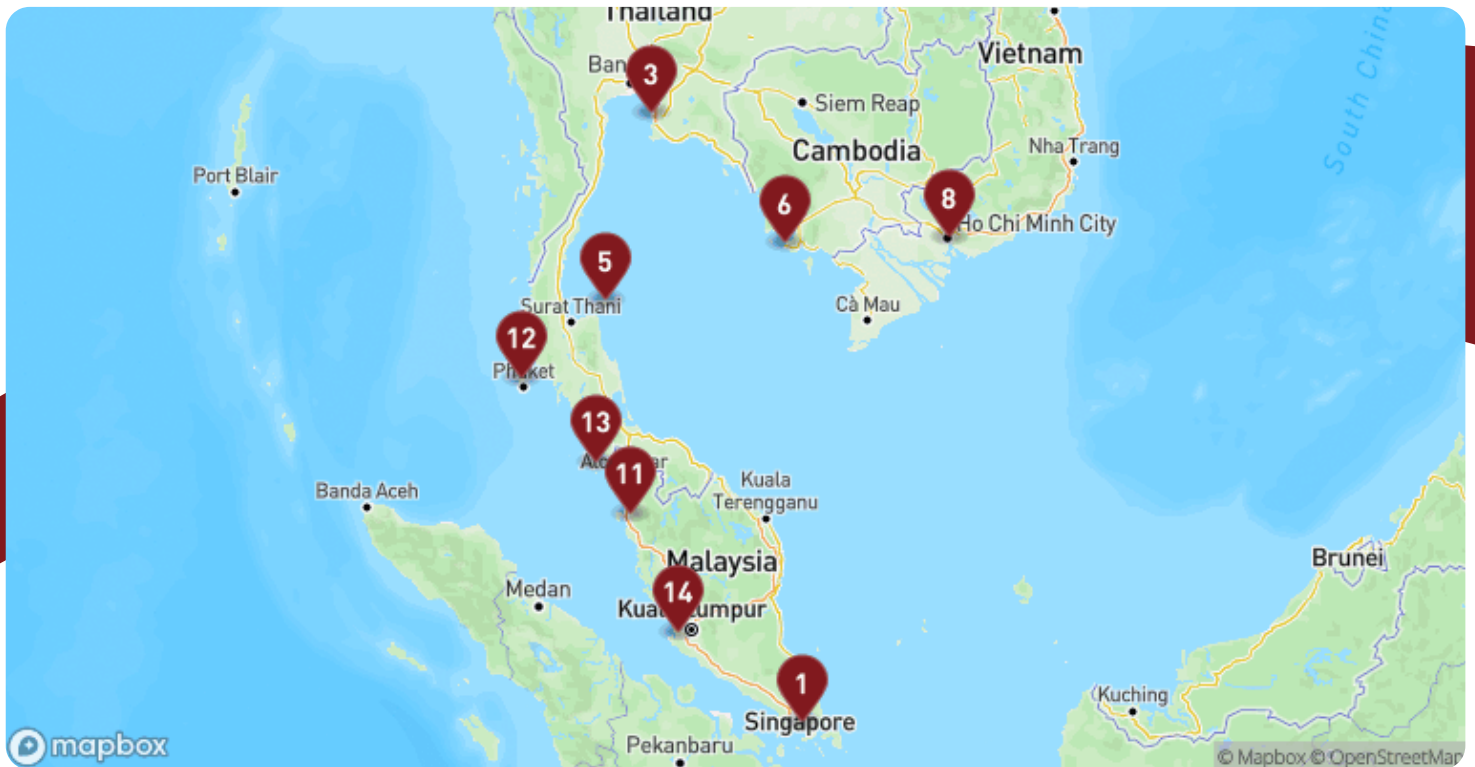 Thailand
Vietnam
3
Siem Reap
South China
Cambodia
Nha Trang
Port Blair
6
8
Ho Chi Minh City
5
Surat Thani
Cà Mau
12
Phuket
13
11
Kuala
Terengganu
Banda Aceh
Malaysia
Brunei
Medan
14
Kuala Lumpur
1
Kuching
Singapore
Pekanbaru
mapbox
© Mapbox © OpenStreetMap